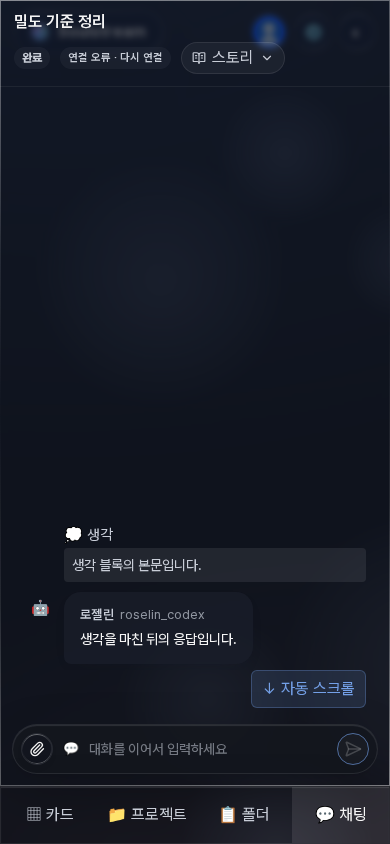 밀도 기준 정리
완료 연결 오류 · 다시 연결 스토리
생각
생각 블록의 본문입니다.
로젤린 roselin_codex
생각을 마친 뒤의 응답입니다.
↓ 자동 스크롤
대화를 이어서 입력하세요
카드 프로젝트 폴더 채팅